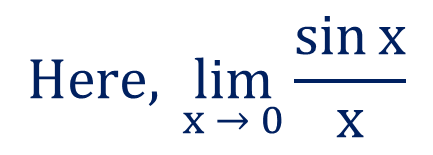 Here, lim x → 0 sin x / x